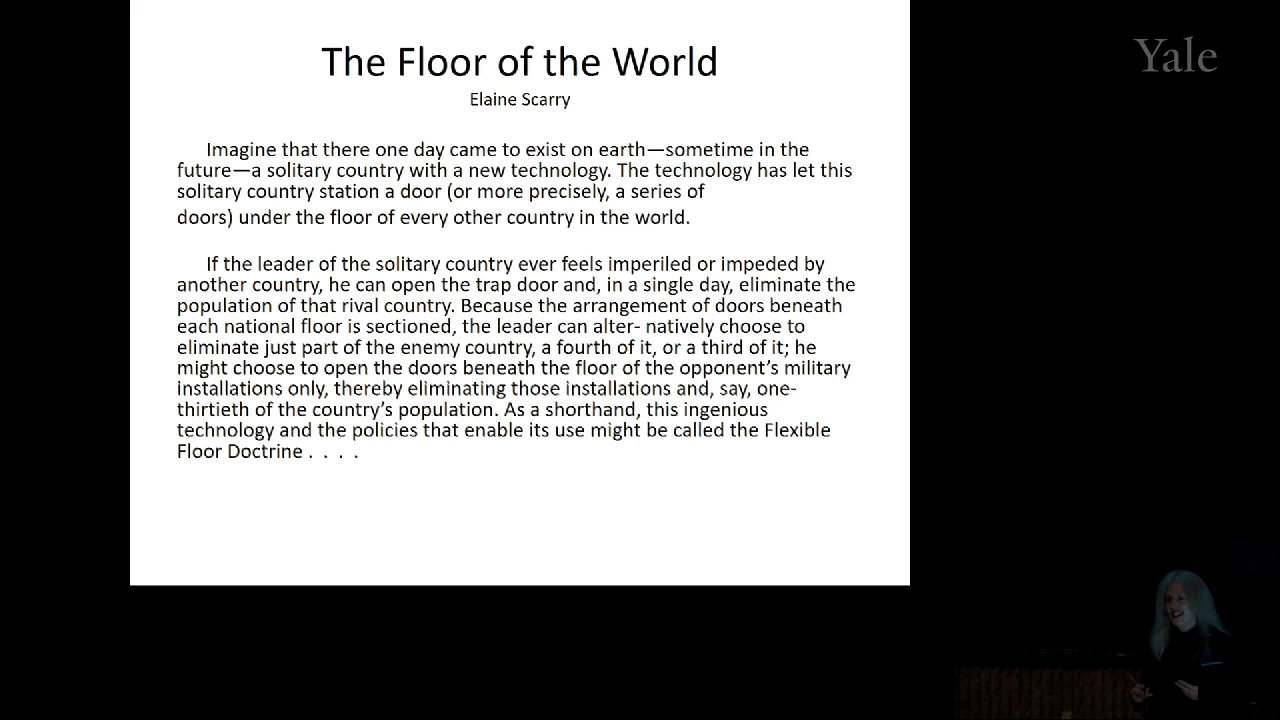 The Floor of the World
Elaine Scarry
Imagine that there one day came to exist on earth—sometime in the
future—a solitary country with a new technology. The technology has let this
solitary country station a door (or more precisely, a series of
doors) under the floor of every other country in the world.
If the leader of the solitary country ever feels imperiled or impeded by
another country, he can open the trap door and, in a single day, eliminate the
population of that rival country. Because the arrangement of doors beneath
each national floor is sectioned, the leader can alter- natively choose to
eliminate just part of the enemy country, a fourth of it, or a third of it; he
might choose to open the doors beneath the floor of the opponent’s military
installations only, thereby eliminating those installations and, say, one-
thirtieth of the country’s population. As a shorthand, this ingenious
technology and the policies that enable its use might be called the Flexible
Floor Doctrine . . . .
Yale